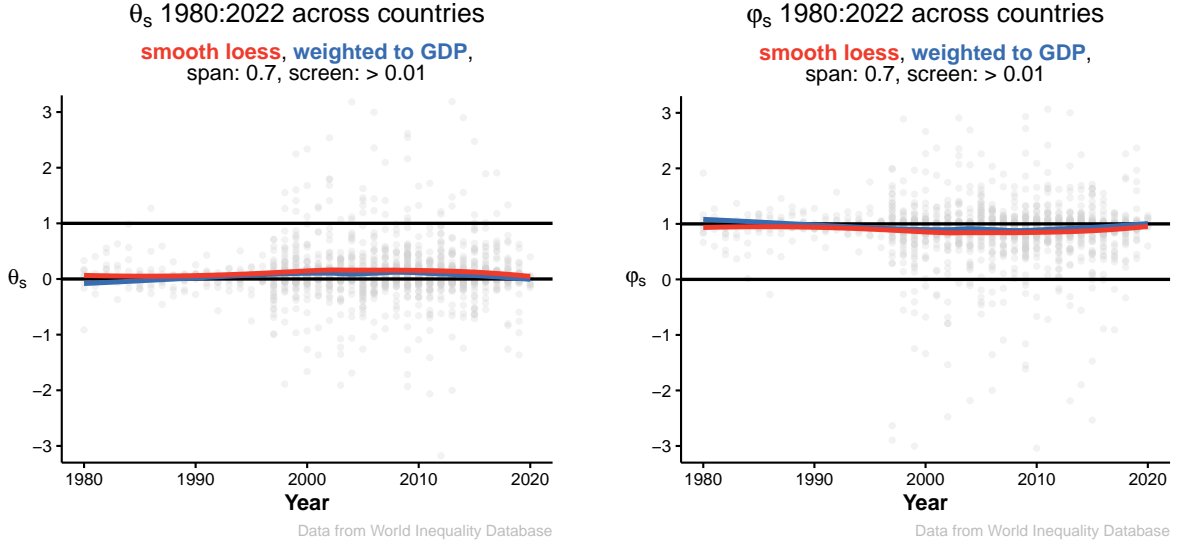 θs 1980:2022 across countries
smooth loess, weighted to GDP,
span: 0.7, screen: > 0.01
3
2
1
0
−1
−2
−3
θs
1980 1990 2000 2010 2020
Year
Data from World Inequality Database
φs 1980:2022 across countries
smooth loess, weighted to GDP,
span: 0.7, screen: > 0.01
3
2
1
0
−1
−2
−3
φs
1980 1990 2000 2010 2020
Year
Data from World Inequality Database